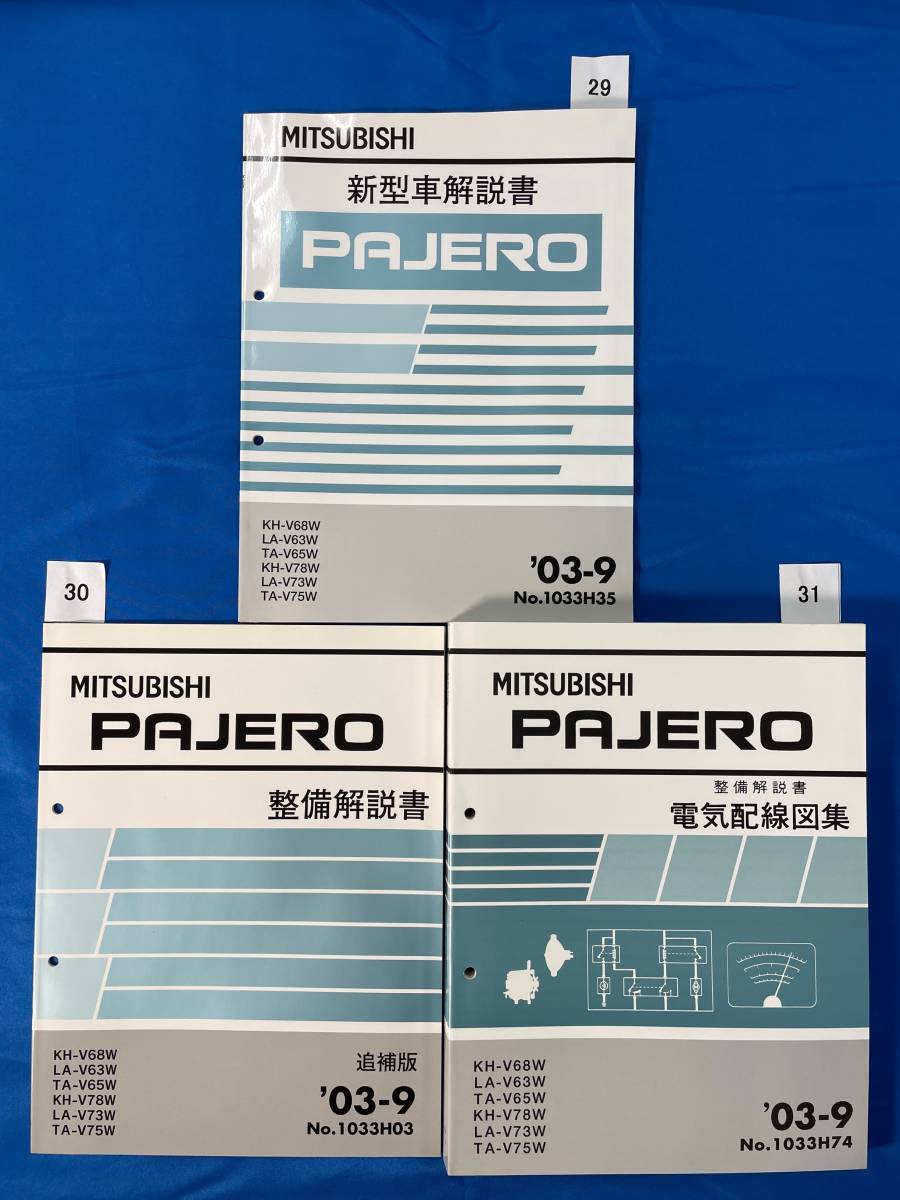 29
MITSUBISHI
新型車解説書
PAJERO
KH-V68W
LA-V63W
TA-V65W
KH-V78W
LA-V73W
TA-V75W
'03-9
No.1033H35
30
MITSUBISHI
PAJERO
整備解説書
KH-V68W
LA-V63W
TA-V65W
KH-V78W
LA-V73W
TA-V75W
追補版
'03-9
No.1033H03
31
MITSUBISHI
PAJERO
整備解説書
電気配線図集
KH-V68W
LA-V63W
TA-V65W
KH-V78W
LA-V73W
TA-V75W
'03-9
No.1033H74